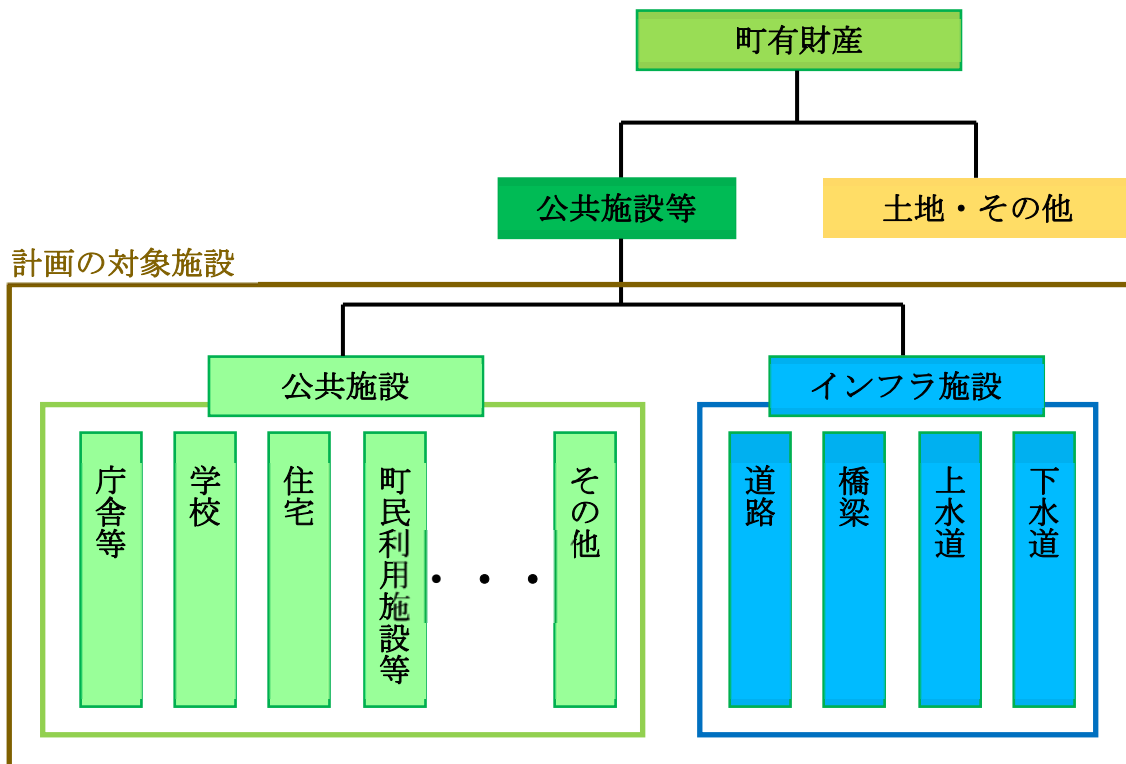 町有財産
公共施設等
土地・その他
計画の対象施設
公共施設
インフラ施設
庁舎等
学校
住宅
町民利用施設等
・・・
その他
道路
橋梁
上水道
下水道